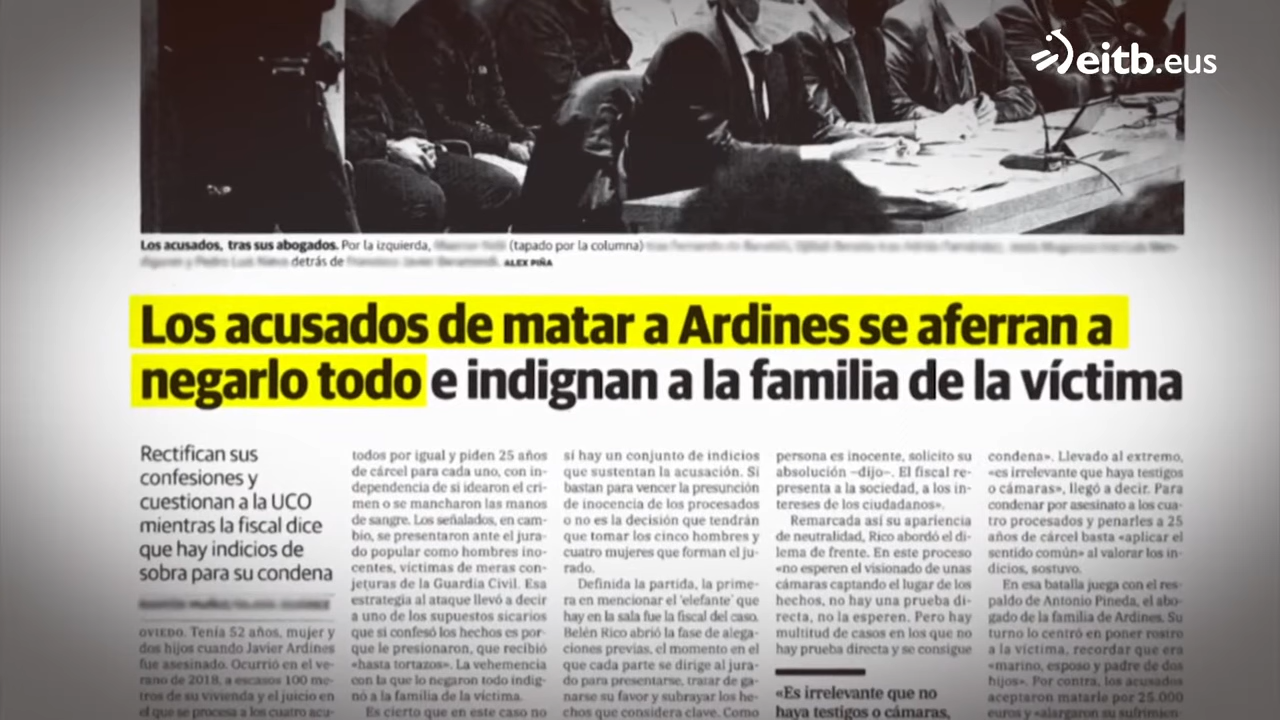 eitb.eus
Los acusados, tras sus abogados. Por la izquierda, (tapado por la columna)
detrás de ALEX PIÑA
Los acusados de matar a Ardines se aferran a
negarlo todo e indignan a la familia de la víctima
Rectifican sus
confesiones y
cuestionan a la UCO
mientras la fiscal dice
que hay indicios de
sobra para su condena
OVIEDO. Tenía 52 años, mujer y
dos hijos cuando Javier Ardines
fue asesinado. Ocurrió en el ve-
rano de 2018, a escasos 100 me-
tros de su vivienda y el juicio en
el que se procesa a los cuatro acu-
todos por igual y piden 25 años
de cárcel para cada uno, con in-
dependencia de si idearon el cri-
men o se mancharon las manos
de sangre. Los señalados, en cam-
bio, se presentaron ante el jura-
do popular como hombres ino-
centes, víctimas de meras con-
jeturas de la Guardia Civil. Esa
estrategia al ataque llevó a decir
a uno de los supuestos sicarios
que si confesó los hechos es por-
que le presionaron, que recibió
«hasta tortazos». La vehemencia
con la que lo negaron todo indig-
nó a la familia de la víctima.
Es cierto que en este caso no
sí hay un conjunto de indicios
que sustentan la acusación. Si
bastan para vencer la presunción
de inocencia de los procesados
o no es la decisión que tendrán
que tomar los cinco hombres y
cuatro mujeres que forman el ju-
rado.
Definida la partida, la prime-
ra en mencionar el 'elefante' que
hay en la sala fue la fiscal del caso.
Belén Rico abrió la fase de alega-
ciones previas, el momento en el
que cada parte se dirige al jura-
do para presentarse, tratar de ga-
narse su favor y subrayar los he-
chos que considera clave. Como
persona es inocente, solicito su
absolución –dijo–. El fiscal re-
presenta a la sociedad, a los in-
tereses de los ciudadanos».
Remarcada así su apariencia
de neutralidad, Rico abordó el di-
lema de frente. En este proceso
«no esperen el visionado de unas
cámaras captando el lugar de los
hechos, no hay una prueba di-
recta, no la esperen. Pero hay
multitud de casos en los que no
hay prueba directa y se consigue
«Es irrelevante que no
haya testigos o cámaras,
condena». Llevado al extremo,
«es irrelevante que haya testigos
o cámaras», llegó a decir. Para
condenar por asesinato a los cua-
tro procesados y penarles a 25
años de cárcel basta «aplicar el
sentido común» al valorar los in-
dicios, sostuvo.
En esa batalla juega con el res-
paldo de Antonio Pineda, el abo-
gado de la familia de Ardines. Su
turno lo centró en poner rostro
a la víctima, recordar que era
«marino, esposo y padre de dos
hijos». Por contra, los acusados
aceptaron matarle por 25.000
euros y «alargaron su sufrimien-